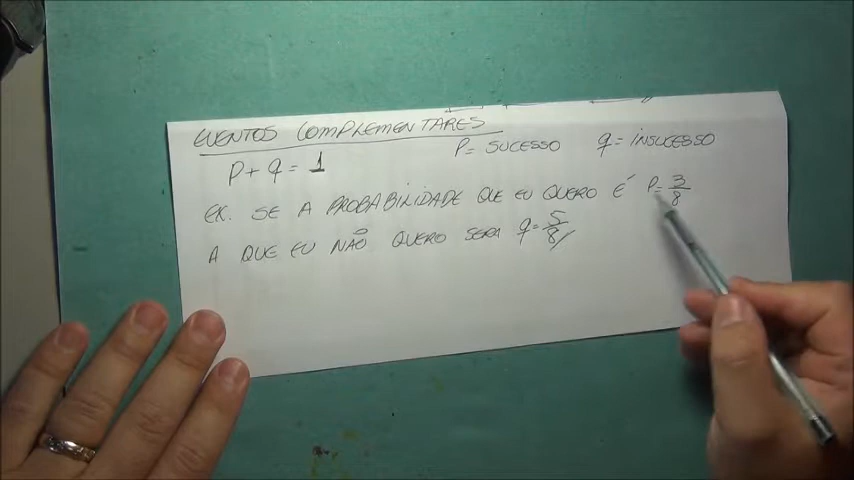 EVENTOS COMPLEMENTARES
P + q = 1 P = SUCESSO q = INSUCESSO
EX. SE A PROBABILIDADE QUE EU QUERO É P = 3/8
A QUE EU NÃO QUERO SERA q = 5/8